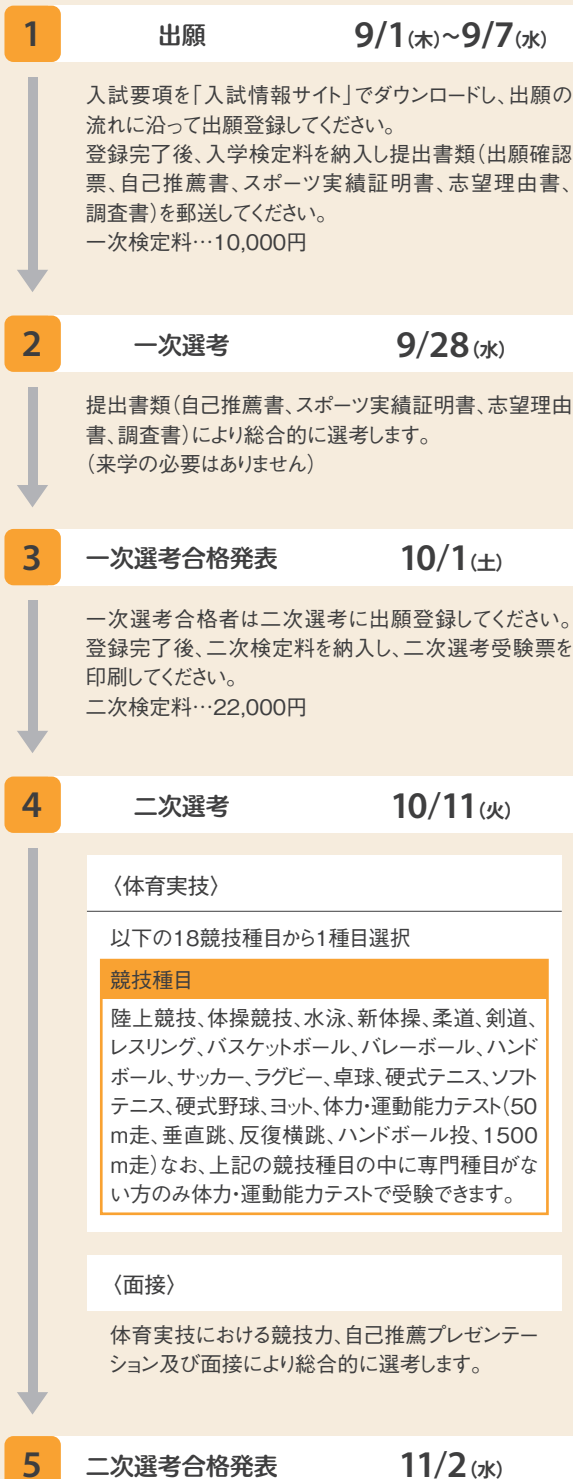 1 出願 9/1(木)~9/7(水)
入試要項を「入試情報サイト」でダウンロードし、出願の
流れに沿って出願登録してください。
登録完了後、入学検定料を納入し提出書類(出願確認
票、自己推薦書、スポーツ実績証明書、志望理由書、
調査書)を郵送してください。
一次検定料…10,000円
2 一次選考 9/28(水)
提出書類(自己推薦書、スポーツ実績証明書、志望理由
書、調査書)により総合的に選考します。
(来学の必要はありません)
3 一次選考合格発表 10/1(土)
一次選考合格者は二次選考に出願登録してください。
登録完了後、二次検定料を納入し、二次選考受験票を
印刷してください。
二次検定料…22,000円
4 二次選考 10/11(火)
〈体育実技〉
以下の18競技種目から1種目選択
競技種目
陸上競技、体操競技、水泳、新体操、柔道、剣道、
レスリング、バスケットボール、バレーボール、ハンド
ボール、サッカー、ラグビー、卓球、硬式テニス、ソフト
テニス、硬式野球、ヨット、体力・運動能力テスト(50
m走、垂直跳、反復横跳、ハンドボール投、1500
m走)なお、上記の競技種目の中に専門種目がな
い方のみ体力・運動能力テストで受験できます。
〈面接〉
体育実技における競技力、自己推薦プレゼンテー
ション及び面接により総合的に選考します。
5 二次選考合格発表 11/2(水)